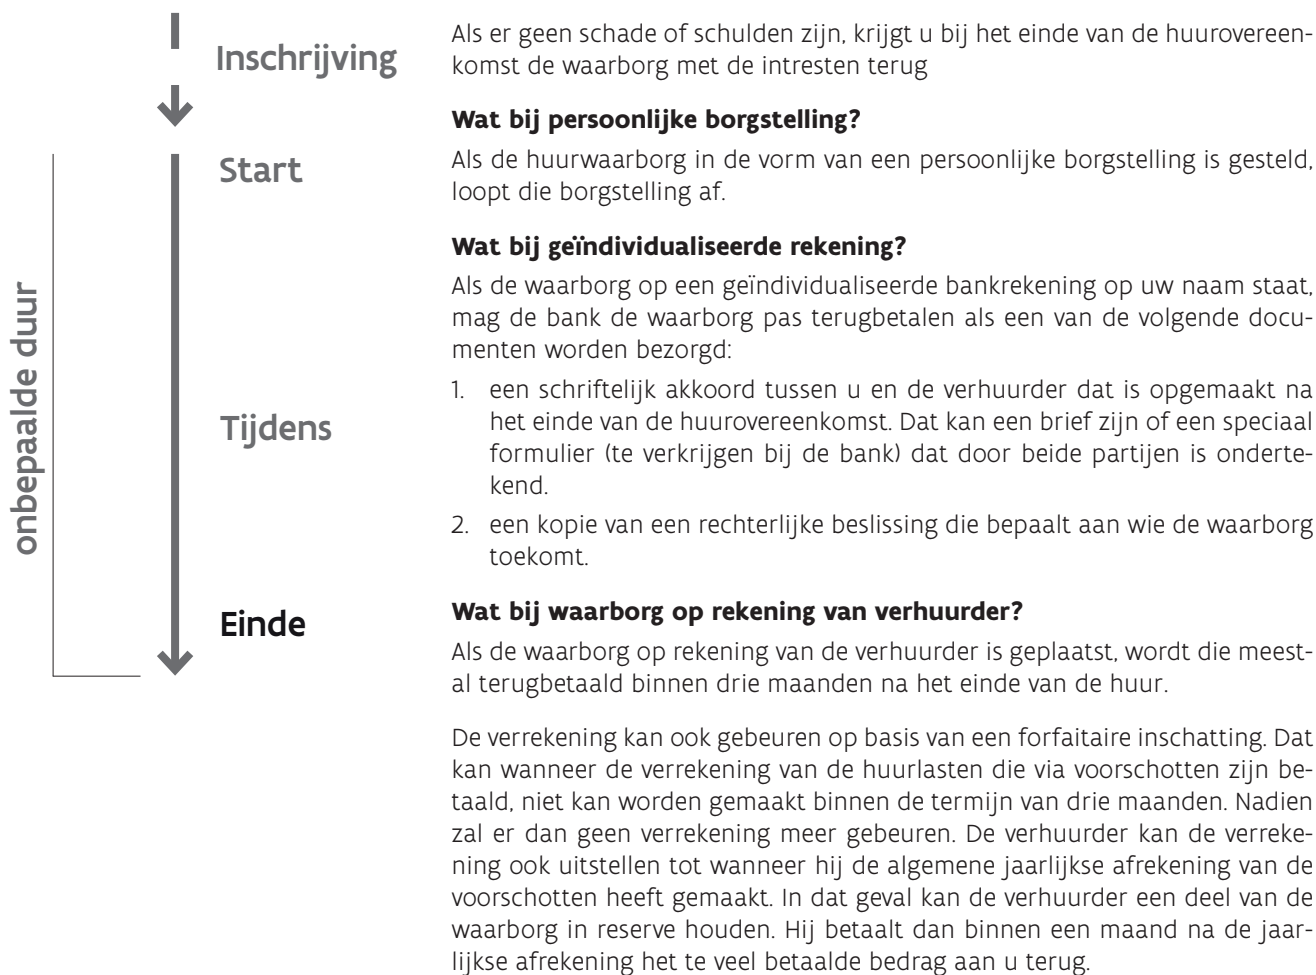 Inschrijving
Start
onbepaalde duur
Tijdens
Einde
Als er geen schade of schulden zijn, krijgt u bij het einde van de huurovereen-
komst de waarborg met de intresten terug
Wat bij persoonlijke borgstelling?
Als de huurwaarborg in de vorm van een persoonlijke borgstelling is gesteld,
loopt die borgstelling af.
Wat bij geïndividualiseerde rekening?
Als de waarborg op een geïndividualiseerde bankrekening op uw naam staat,
mag de bank de waarborg pas terugbetalen als een van de volgende docu-
menten worden bezorgd:
1. een schriftelijk akkoord tussen u en de verhuurder dat is opgemaakt na
het einde van de huurovereenkomst. Dat kan een brief zijn of een speciaal
formulier (te verkrijgen bij de bank) dat door beide partijen is onderte-
kend.
2. een kopie van een rechterlijke beslissing die bepaalt aan wie de waarborg
toekomt.
Wat bij waarborg op rekening van verhuurder?
Als de waarborg op rekening van de verhuurder is geplaatst, wordt die meest-
al terugbetaald binnen drie maanden na het einde van de huur.
De verrekening kan ook gebeuren op basis van een forfaitaire inschatting. Dat
kan wanneer de verrekening van de huurlasten die via voorschotten zijn be-
taald, niet kan worden gemaakt binnen de termijn van drie maanden. Nadien
zal er dan geen verrekening meer gebeuren. De verhuurder kan de verreke-
ning ook uitstellen tot wanneer hij de algemene jaarlijkse afrekening van de
voorschotten heeft gemaakt. In dat geval kan de verhuurder een deel van de
waarborg in reserve houden. Hij betaalt dan binnen een maand na de jaar-
lijkse afrekening het te veel betaalde bedrag aan u terug.